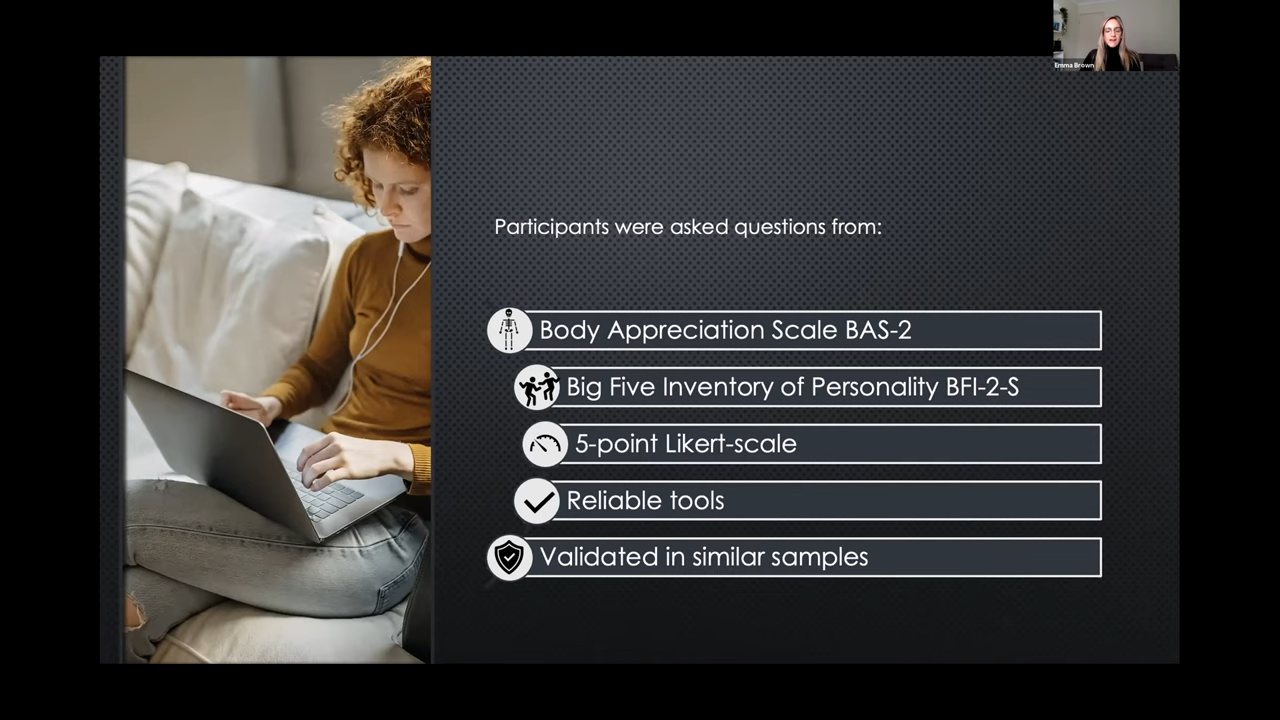 Emma Brown
Participants were asked questions from:
Body Appreciation Scale BAS-2
Big Five Inventory of Personality BFI-2-S
5-point Likert-scale
Reliable tools
Validated in similar samples